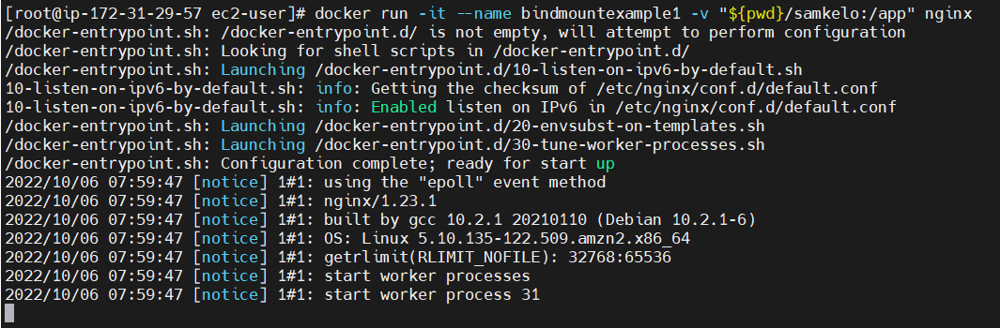 [root@ip-172-31-29-57 ec2-user]# docker run -it --name bindmountexample1 -v "${pwd}/samkelo:/app" nginx
/docker-entrypoint.sh: /docker-entrypoint.d/ is not empty, will attempt to perform configuration
/docker-entrypoint.sh: Looking for shell scripts in /docker-entrypoint.d/
/docker-entrypoint.sh: Launching /docker-entrypoint.d/10-listen-on-ipv6-by-default.sh
10-listen-on-ipv6-by-default.sh: info: Getting the checksum of /etc/nginx/conf.d/default.conf
10-listen-on-ipv6-by-default.sh: info: Enabled listen on IPv6 in /etc/nginx/conf.d/default.conf
/docker-entrypoint.sh: Launching /docker-entrypoint.d/20-envsubst-on-templates.sh
/docker-entrypoint.sh: Launching /docker-entrypoint.d/30-tune-worker-processes.sh
/docker-entrypoint.sh: Configuration complete; ready for start up
2022/10/06 07:59:47 [notice] 1#1: using the "epoll" event method
2022/10/06 07:59:47 [notice] 1#1: nginx/1.23.1
2022/10/06 07:59:47 [notice] 1#1: built by gcc 10.2.1 20210110 (Debian 10.2.1-6)
2022/10/06 07:59:47 [notice] 1#1: OS: Linux 5.10.135-122.509.amzn2.x86_64
2022/10/06 07:59:47 [notice] 1#1: getrlimit(RLIMIT_NOFILE): 32768:65536
2022/10/06 07:59:47 [notice] 1#1: start worker processes
2022/10/06 07:59:47 [notice] 1#1: start worker process 31